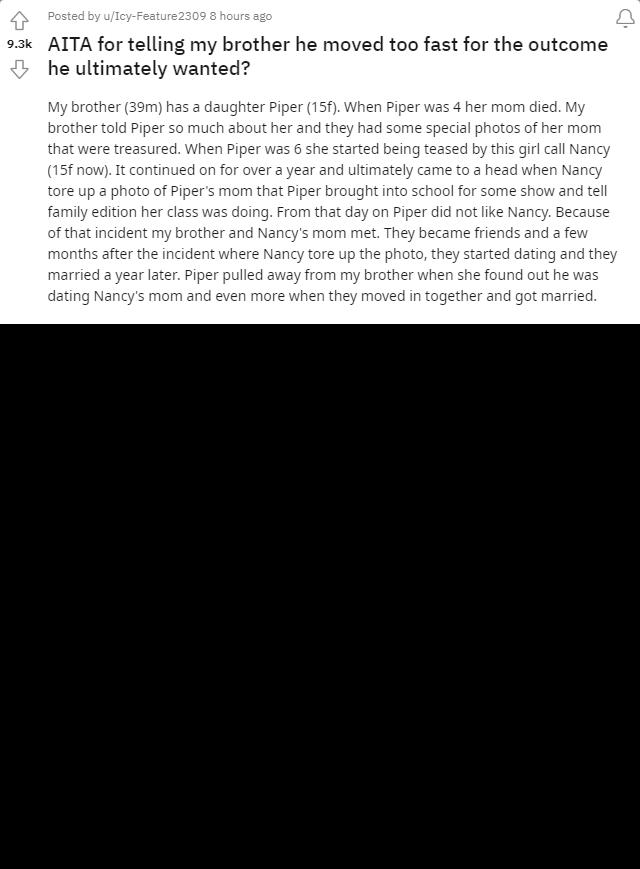 Posted by u/Icy-Feature2309 8 hours ago
9.3k
AITA for telling my brother he moved too fast for the outcome
he ultimately wanted?
My brother (39m) has a daughter Piper (15f). When Piper was 4 her mom died. My
brother told Piper so much about her and they had some special photos of her mom
that were treasured. When Piper was 6 she started being teased by this girl call Nancy
(15f now). It continued on for over a year and ultimately came to a head when Nancy
tore up a photo of Piper's mom that Piper brought into school for some show and tell
family edition her class was doing. From that day on Piper did not like Nancy. Because
of that incident my brother and Nancy's mom met. They became friends and a few
months after the incident where Nancy tore up the photo, they started dating and they
married a year later. Piper pulled away from my brother when she found out he was
dating Nancy's mom and even more when they moved in together and got married.